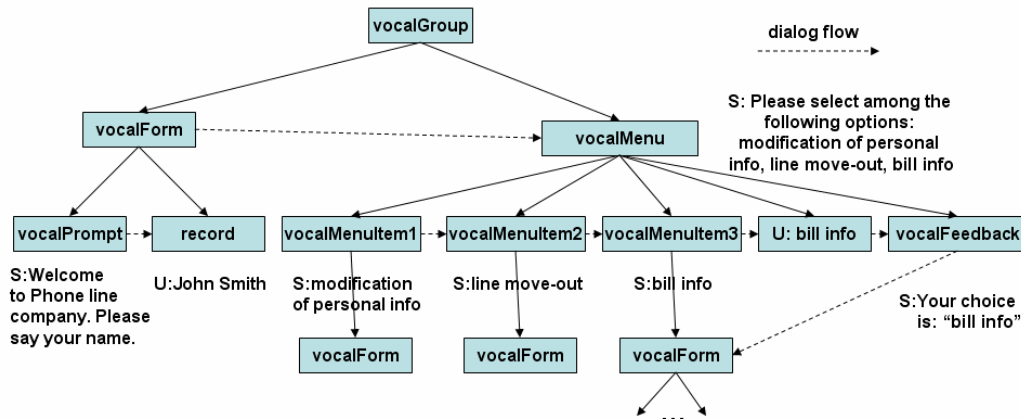 vocalGroup
dialog flow
vocalForm
vocalMenu
S: Please select among the
following options:
modification of personal
info, line move-out, bill info
vocalPrompt
record
vocalMenuItem1
vocalMenuItem2
vocalMenuItem3
U: bill info
vocalFeedback
S:Welcome
to Phone line
company. Please
say your name.
U:John Smith
S:modification
of personal info
S:line move-out
S:bill info
S:Your choice
is: “bill info”
vocalForm
vocalForm
vocalForm
...